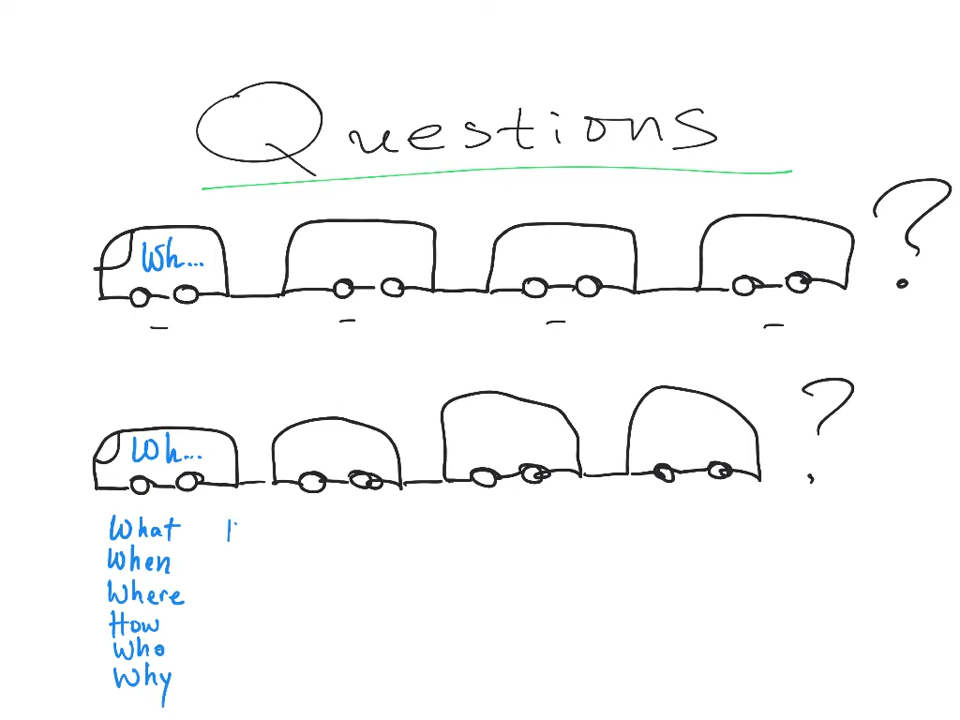 Questions
Wh... ?
- - - -
Wh... ?
What
When
Where
How
Who
Why